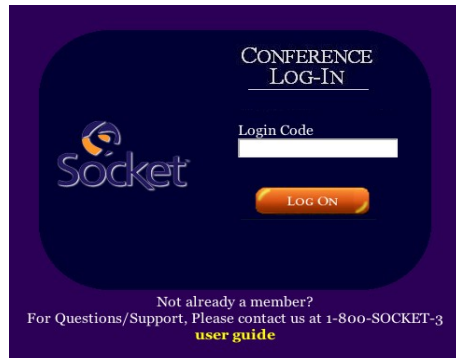 CONFERENCE
LOG-IN
Login Code
Socket
LOG ON
Not already a member?
For Questions/Support, Please contact us at 1-800-SOCKET-3
user guide